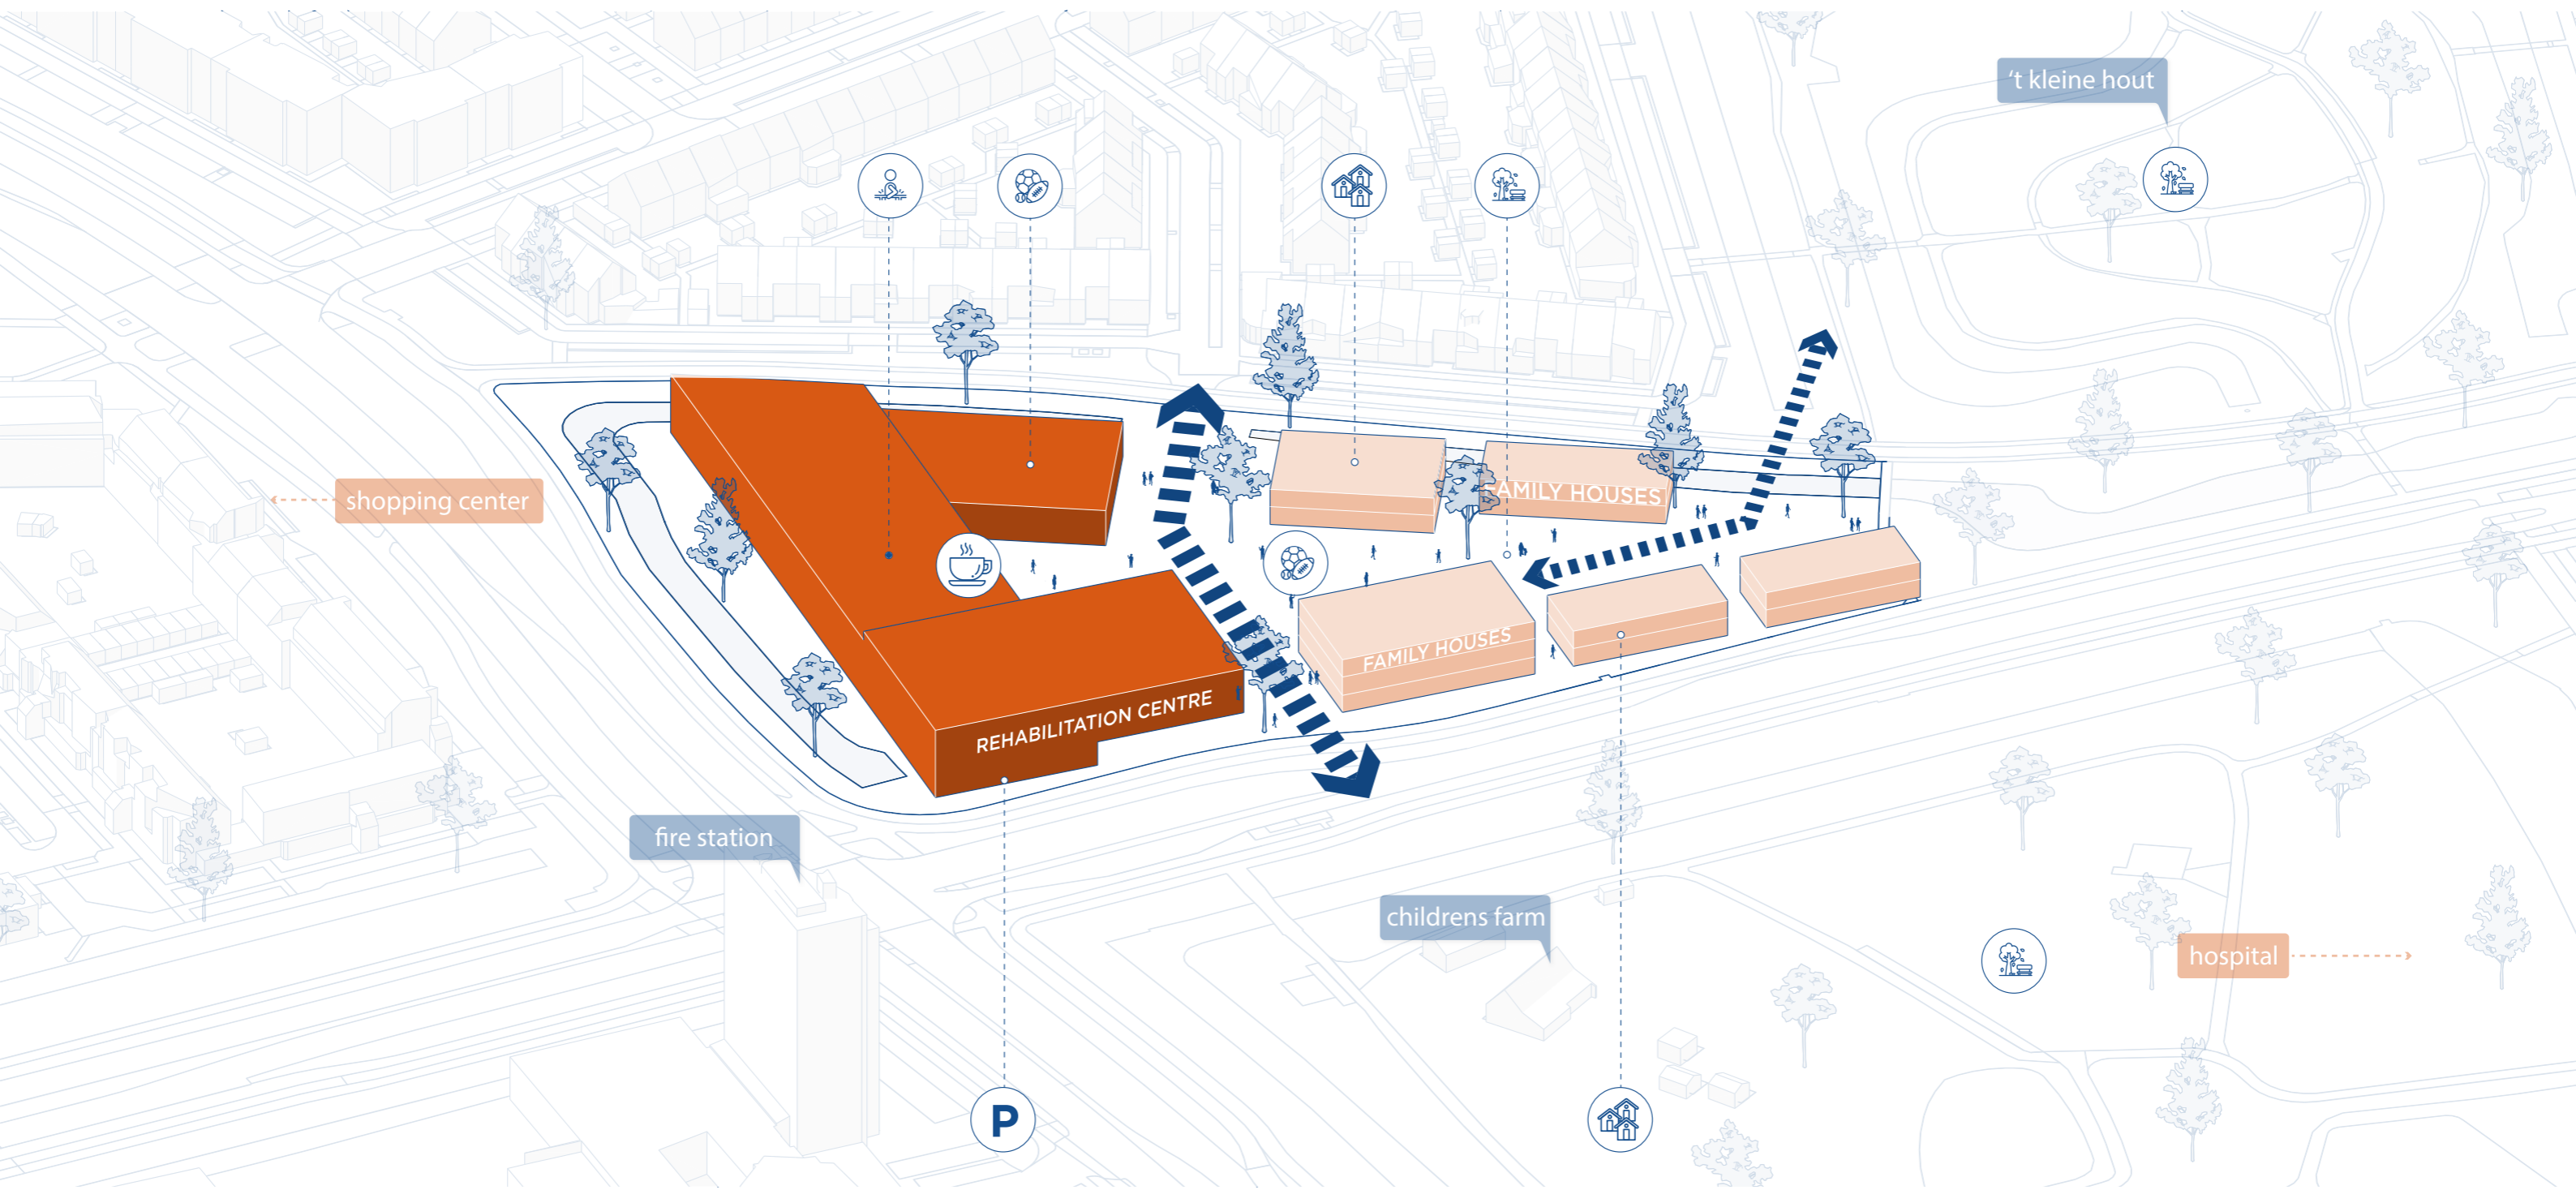 't kleine hout
shopping center
FAMILY HOUSES
FAMILY HOUSES
REHABILITATION CENTRE
fire station
childrens farm
hospital
P